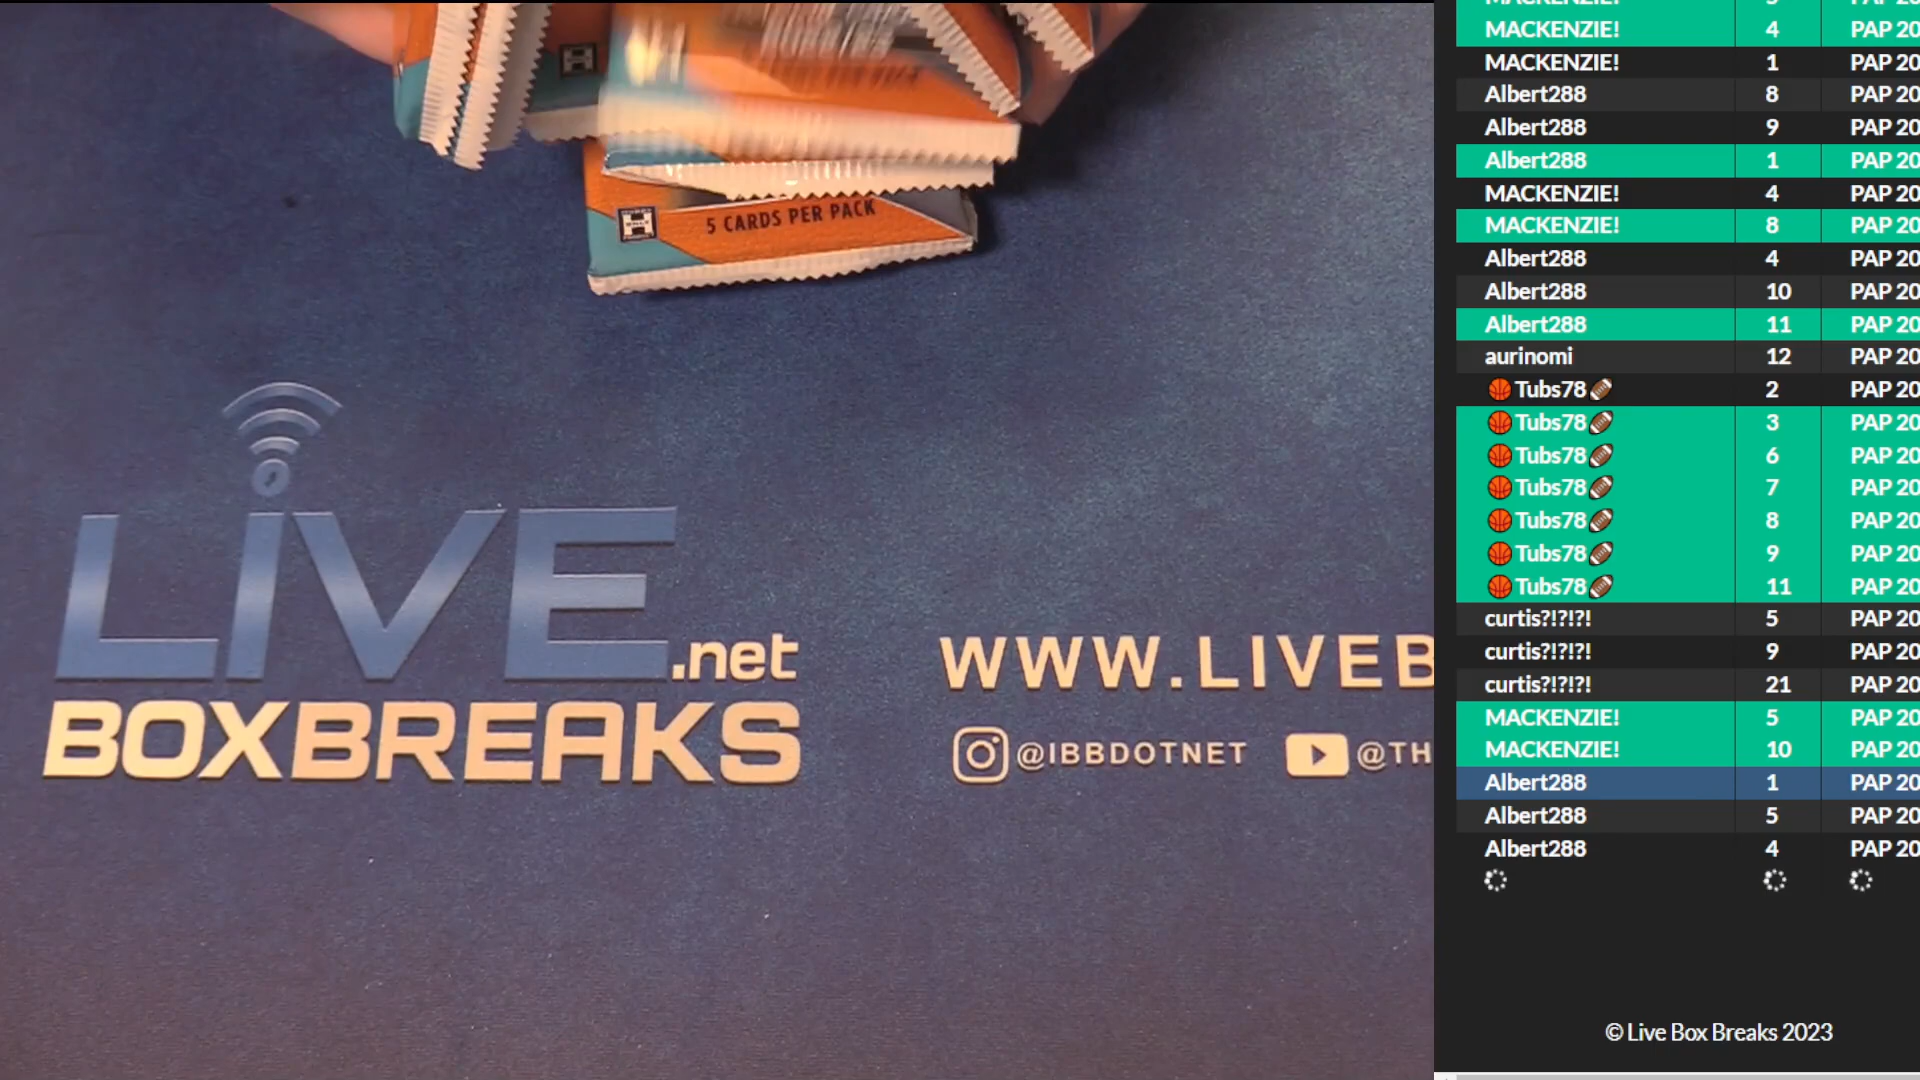 5 CARDS PER PACK
LIVE.net
BOXBREAKS
WWW.LIVEB
@IBBDOTNET
@TH
MACKENZIE! 4 PAP 20
MACKENZIE! 1 PAP 20
Albert288 8 PAP 20
Albert288 9 PAP 20
Albert288 1 PAP 20
MACKENZIE! 4 PAP 20
MACKENZIE! 8 PAP 20
Albert288 4 PAP 20
Albert288 10 PAP 20
Albert288 11 PAP 20
aurinomi 12 PAP 20
🏀 Tubs78🏈 2 PAP 20
🏀 Tubs78🏈 3 PAP 20
🏀 Tubs78🏈 6 PAP 20
🏀 Tubs78🏈 7 PAP 20
🏀 Tubs78🏈 8 PAP 20
🏀 Tubs78🏈 9 PAP 20
🏀 Tubs78🏈 11 PAP 20
curtis?!?!?! 5 PAP 20
curtis?!?!?! 9 PAP 20
curtis?!?!?! 21 PAP 20
MACKENZIE! 5 PAP 20
MACKENZIE! 10 PAP 20
Albert288 1 PAP 20
Albert288 5 PAP 20
Albert288 4 PAP 20
© Live Box Breaks 2023